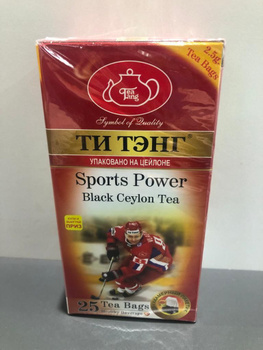 2.5g.
Tea Bags
Tea
Tang
Symbol of Quality
ТИ ТЭНГ
УПАКОВАНО НА ЦЕЙЛОНЕ
Sports Power
Black Ceylon Tea
ПРИЗ
25 Tea Bags